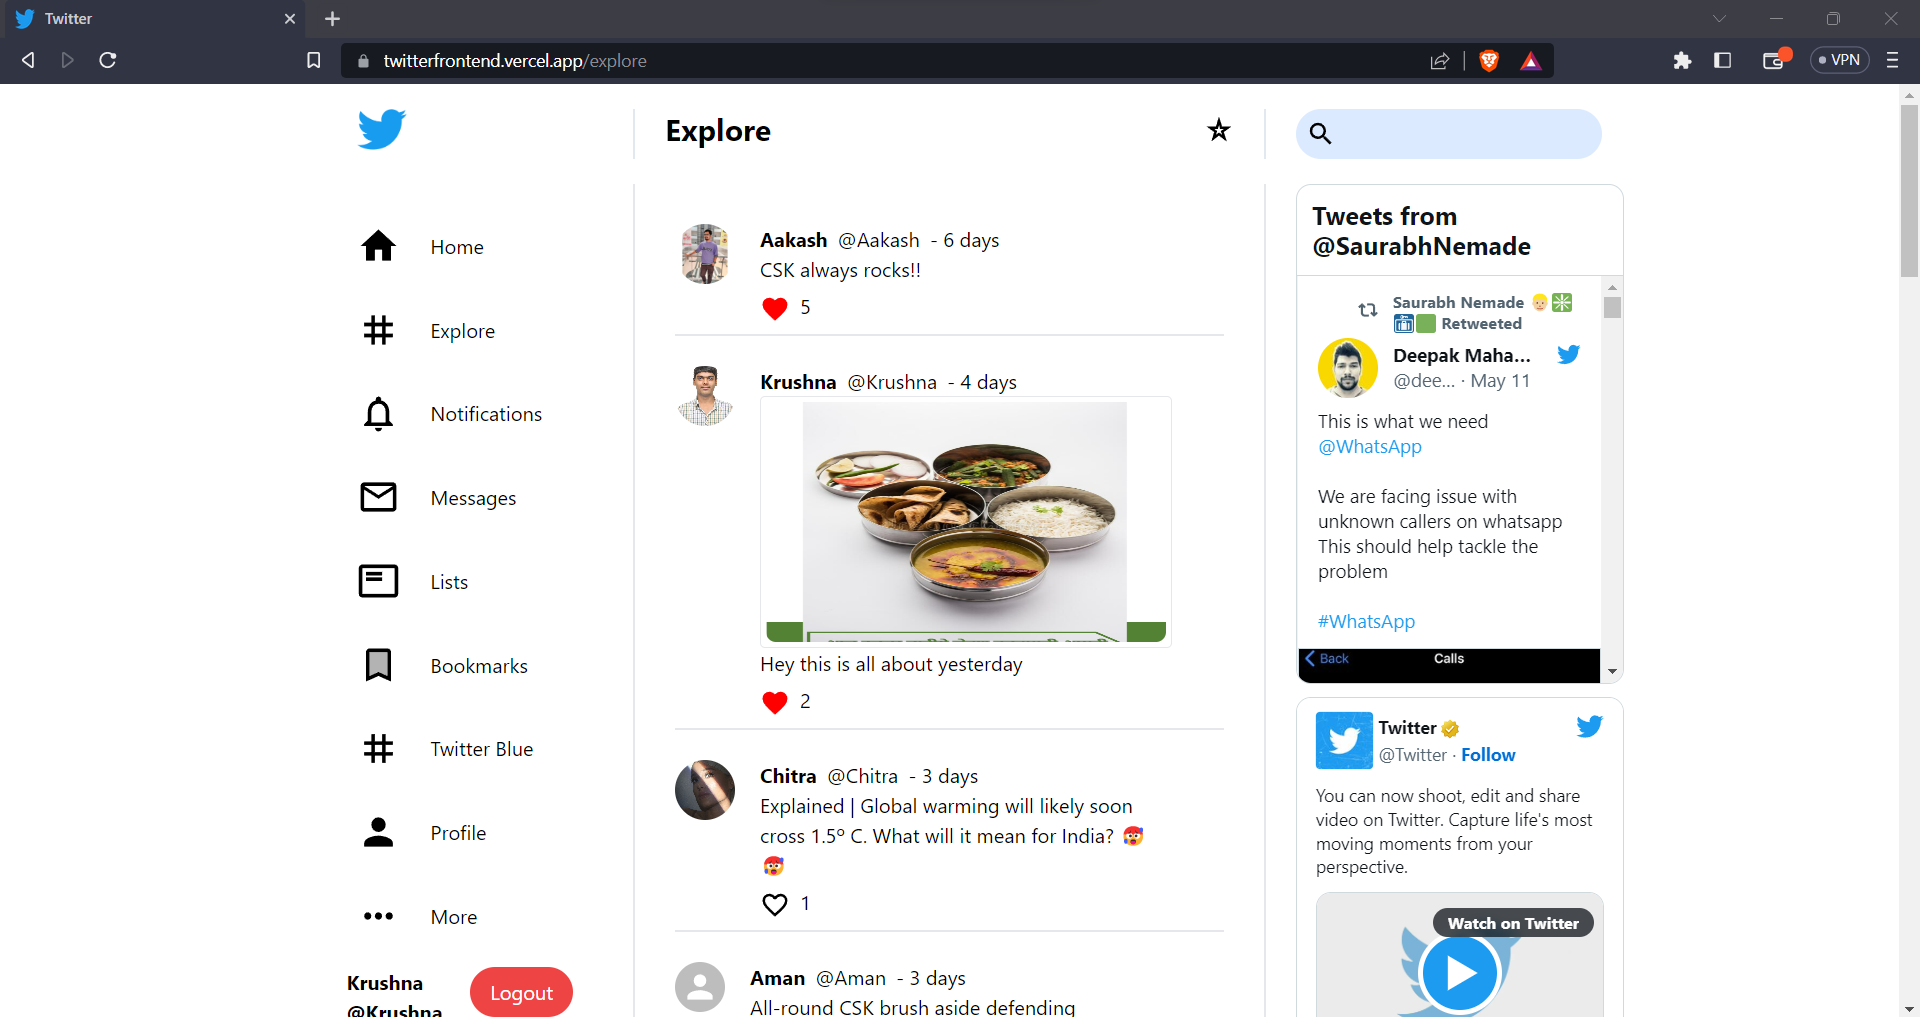 Twitter
twitterfrontend.vercel.app/explore
VPN
Explore
Home
Explore
Notifications
Messages
Lists
Bookmarks
Twitter Blue
Profile
More
Krushna
@Krushna
Logout
Aakash @Aakash - 6 days
CSK always rocks!!
5
Krushna @Krushna - 4 days
Hey this is all about yesterday
2
Chitra @Chitra - 3 days
Explained | Global warming will likely soon
cross 1.5º C. What will it mean for India? 🥵
🥵
1
Aman @Aman - 3 days
All-round CSK brush aside defending
Tweets from
@SaurabhNemade
Saurabh Nemade 👨🏼✳️
🛅🟩 Retweeted
Deepak Maha...
@dee... · May 11
This is what we need
@WhatsApp
We are facing issue with
unknown callers on whatsapp
This should help tackle the
problem
#WhatsApp
Back
Calls
Twitter
@Twitter · Follow
You can now shoot, edit and share
video on Twitter. Capture life's most
moving moments from your
perspective.
Watch on Twitter